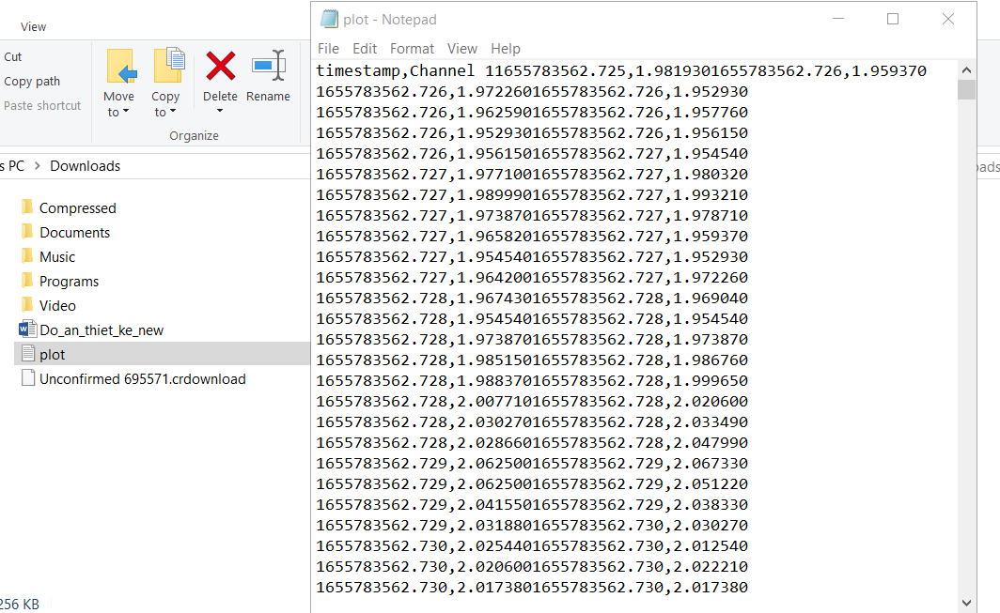 View
Cut
Copy path
Paste shortcut
Move to
Copy to
Delete
Rename
Organize
s PC > Downloads
Compressed
Documents
Music
Programs
Video
Do_an_thiet_ke_new
plot
Unconfirmed 695571.crdownload
256 KB
plot - Notepad
File Edit Format View Help
timestamp,Channel 11655783562.725,1.9819301655783562.726,1.959370
1655783562.726,1.9722601655783562.726,1.952930
1655783562.726,1.9625901655783562.726,1.957760
1655783562.726,1.9529301655783562.726,1.956150
1655783562.726,1.9561501655783562.727,1.954540
1655783562.727,1.9771001655783562.727,1.980320
1655783562.727,1.9899901655783562.727,1.993210
1655783562.727,1.9738701655783562.727,1.978710
1655783562.727,1.9658201655783562.727,1.959370
1655783562.727,1.9545401655783562.727,1.952930
1655783562.727,1.9642001655783562.727,1.972260
1655783562.728,1.9674301655783562.728,1.969040
1655783562.728,1.9545401655783562.728,1.954540
1655783562.728,1.9738701655783562.728,1.973870
1655783562.728,1.9851501655783562.728,1.986760
1655783562.728,1.9883701655783562.728,1.999650
1655783562.728,2.0077101655783562.728,2.020600
1655783562.728,2.0302701655783562.728,2.033490
1655783562.728,2.0286601655783562.728,2.047990
1655783562.729,2.0625001655783562.729,2.067330
1655783562.729,2.0625001655783562.729,2.051220
1655783562.729,2.0415501655783562.729,2.038330
1655783562.729,2.0318801655783562.730,2.030270
1655783562.730,2.0254401655783562.730,2.012540
1655783562.730,2.0206001655783562.730,2.022210
1655783562.730,2.0173801655783562.730,2.017380
oads